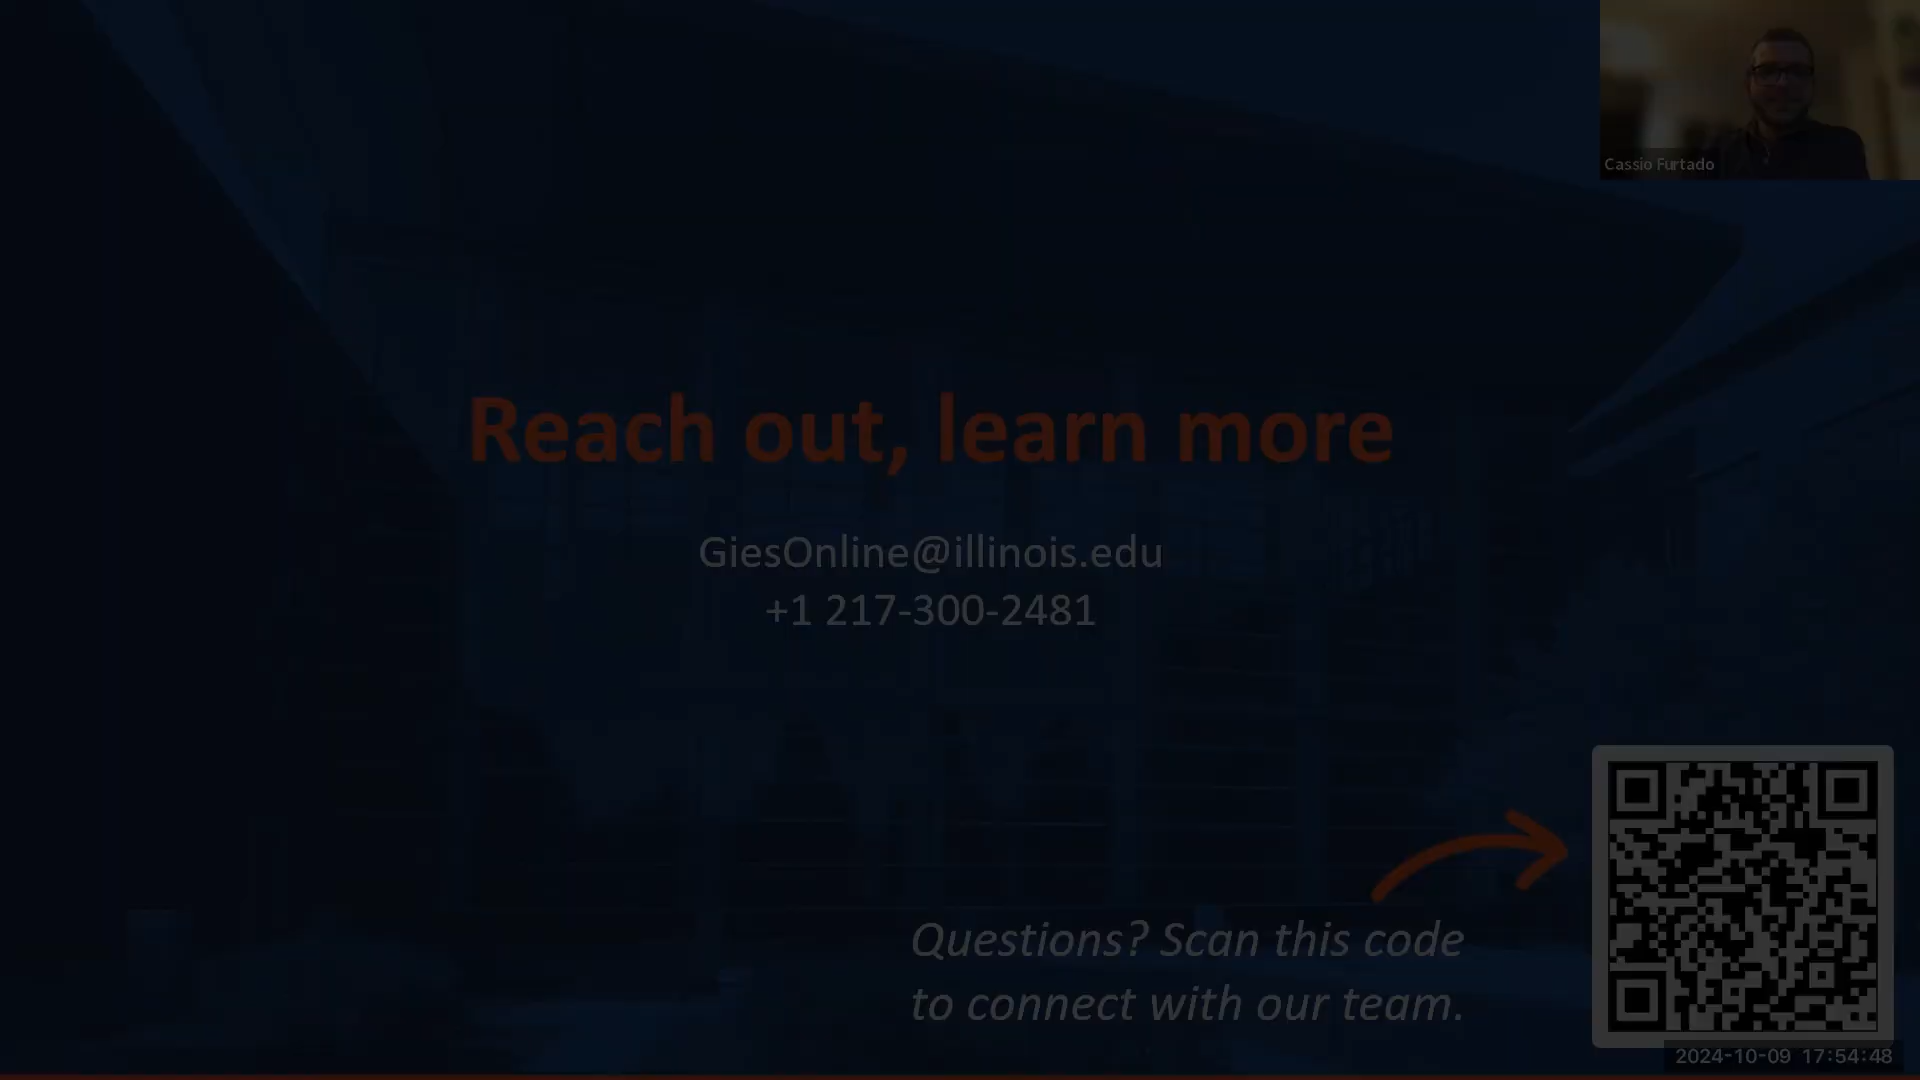 Cassio Furtado
Reach out, learn more
GiesOnline@illinois.edu
+1 217-300-2481
Questions? Scan this code
to connect with our team.
2024-10-09 17:54:48